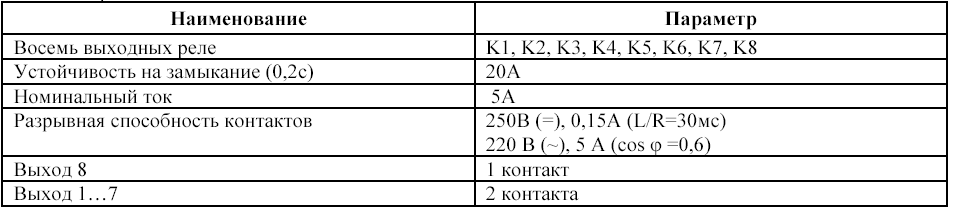 Наименование Параметр
Восемь выходных реле K1, K2, K3, K4, K5, K6, K7, K8
Устойчивость на замыкание (0,2с) 20А
Номинальный ток 5А
Разрывная способность контактов 250В (=), 0,15А (L/R=30мс)
220 В (~), 5 А (cos φ =0,6)
Выход 8 1 контакт
Выход 1…7 2 контакта